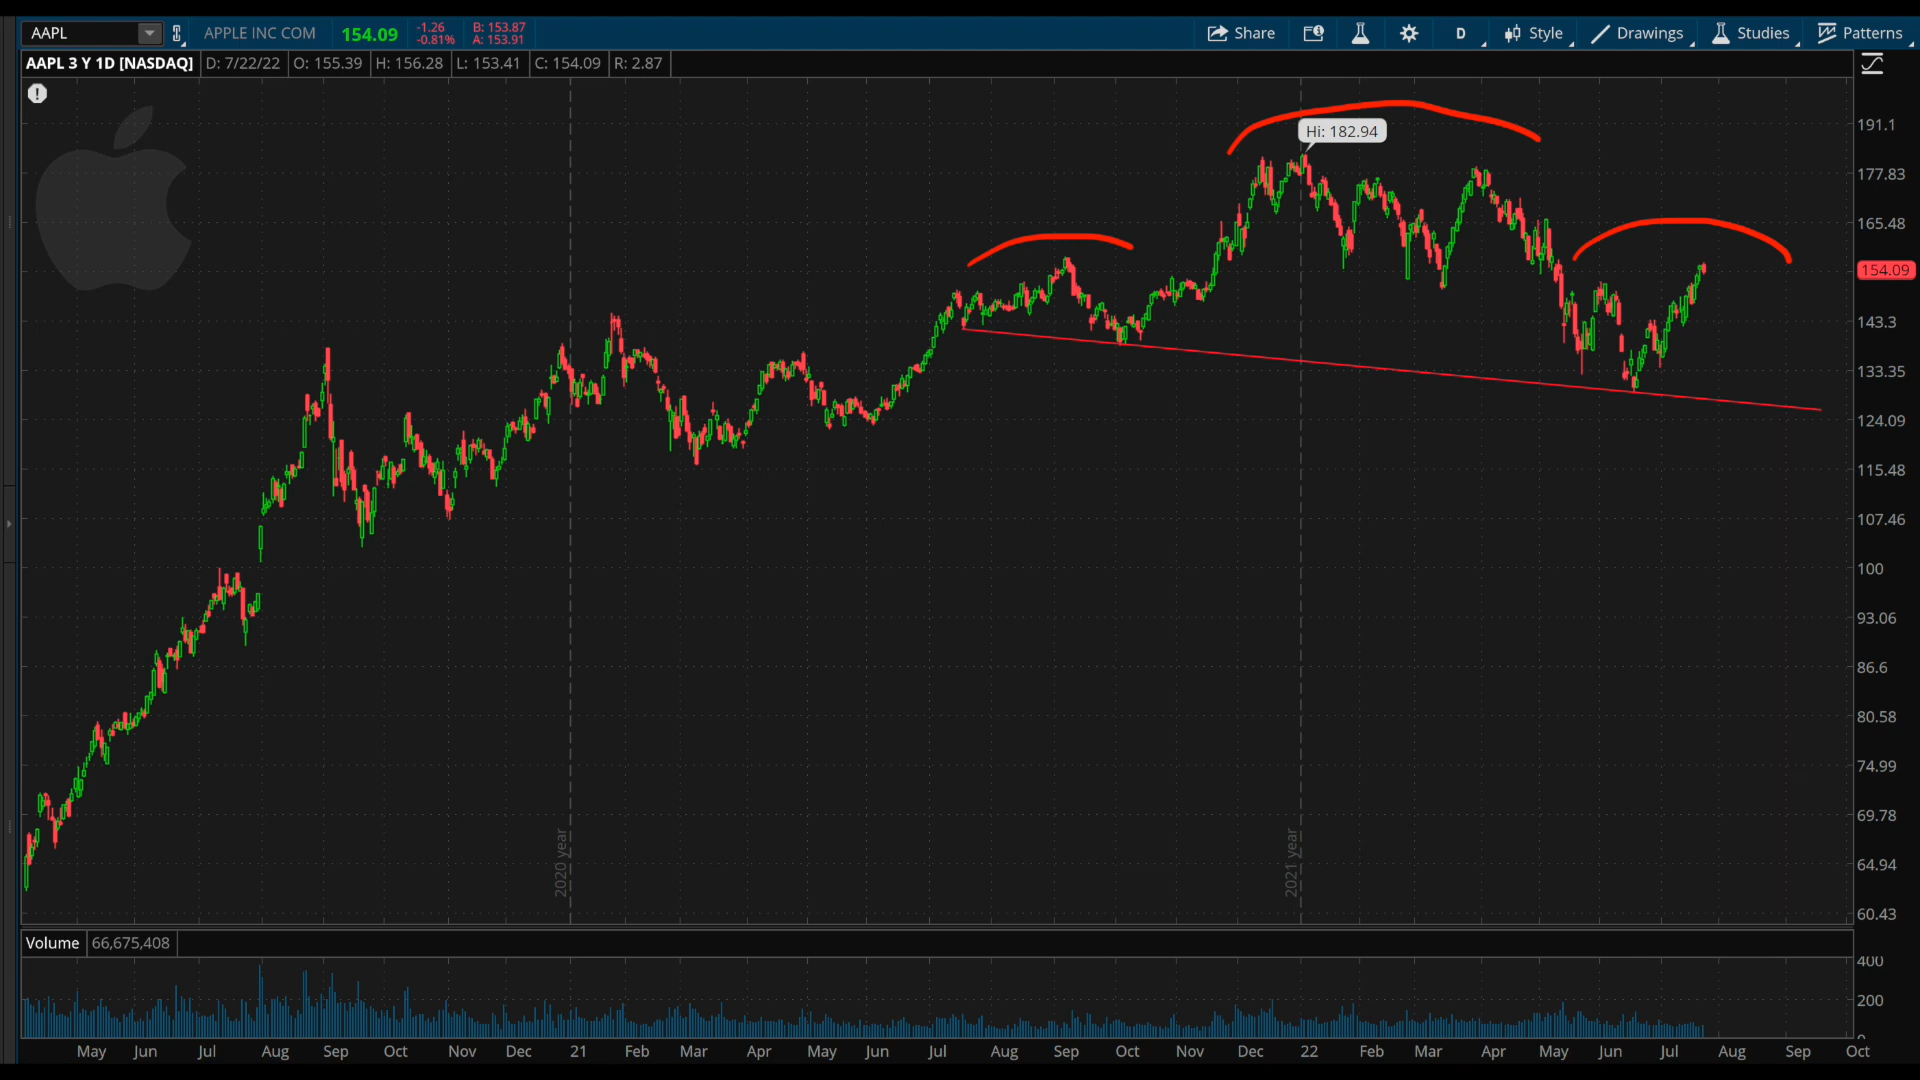 AAPL APPLE INC COM 154.09 -1.26 B: 153.87 Share D Style Drawings Studies Patterns
-0.81% A: 153.91
AAPL 3 Y 1D [NASDAQ] D: 7/22/22 O: 155.39 H: 156.28 L: 153.41 C: 154.09 R: 2.87
Hi: 182.94
191.1
177.83
165.48
154.09
143.3
133.35
124.09
115.48
107.46
100
93.06
86.6
80.58
74.99
69.78
64.94
60.43
2020 year
2021 year
Volume 66,675,408
400
200
0
May Jun Jul Aug Sep Oct Nov Dec 21 Feb Mar Apr May Jun Jul Aug Sep Oct Nov Dec 22 Feb Mar Apr May Jun Jul Aug Sep Oct